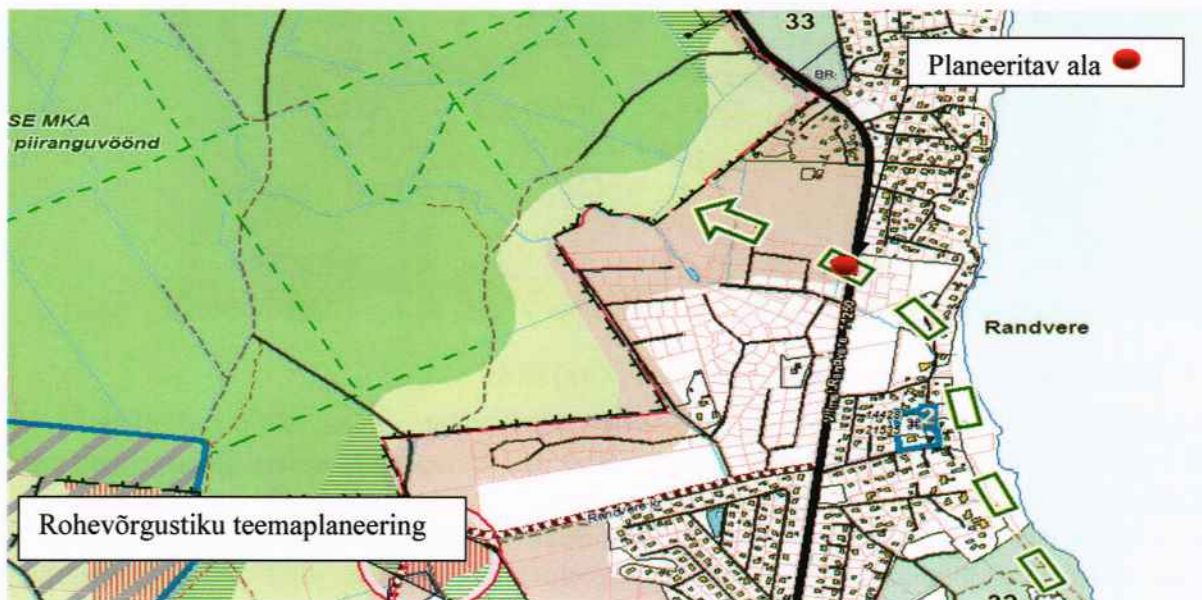 33
BR:
Planeeritav ala
SE MKA
piiranguvöönd
Randvere
Rohevõrgustiku teemaplaneering